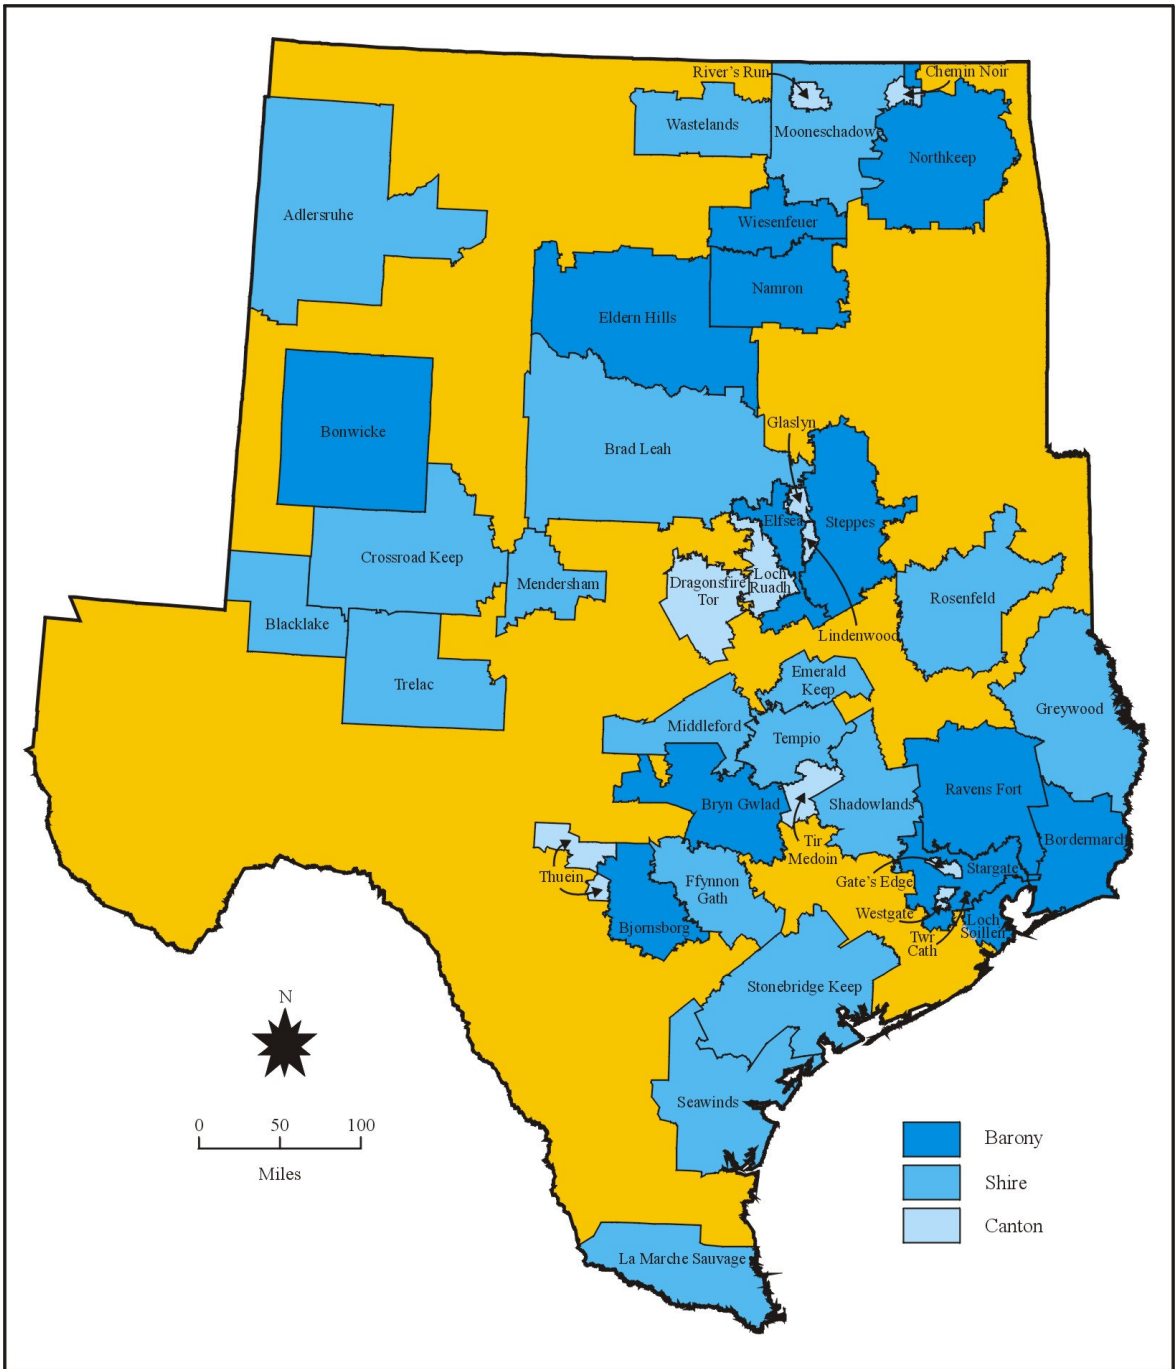 River's Run
Chemin Noir
Wastelands
Mooneschadowe
Northkeep
Adlersruhe
Wiesenfeuer
Namron
Eldern Hills
Glaslyn
Bonwicke
Brad Leah
Elfsea
Steppes
Crossroad Keep
Mendersham
Dragonsfire
Tor
Loch
Ruadh
Rosenfeld
Blacklake
Lindenwood
Trelac
Emerald
Keep
Greywood
Middleford
Tempio
Ravens Fort
Bryn Gwlad
Shadowlands
Bordermarch
Tir
Medoin
Thuein
Ffynnon
Gath
Gate's Edge
Stargate
Westgate
Bjornsborg
Twr
Cath
Loch
Soillen
Stonebridge Keep
N
Seawinds
0 50 100
Miles
Barony
Shire
Canton
La Marche Sauvage